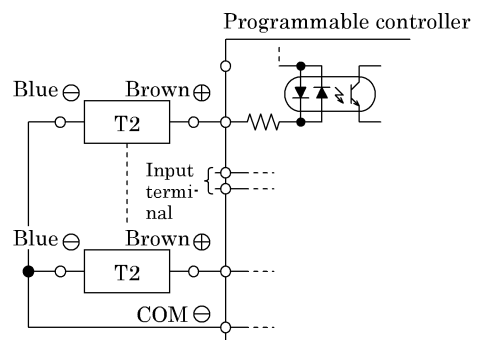 Programmable controller
Blue ⊖ Brown ⊕
T2
Input
termi-
nal
Blue ⊖ Brown ⊕
T2
COM ⊖